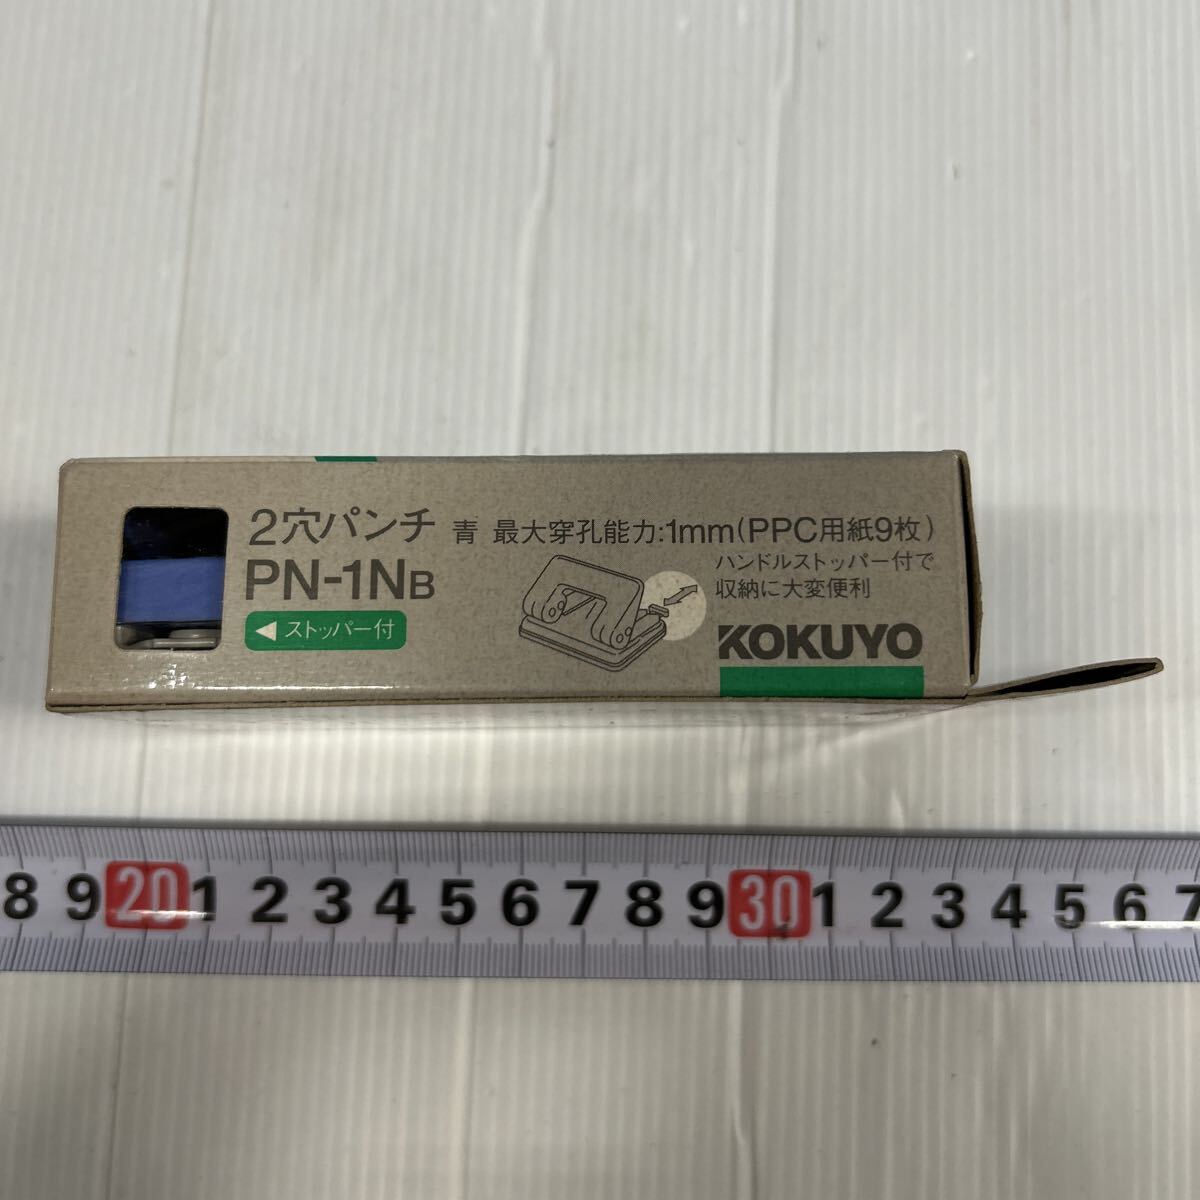 2穴パンチ 青 最大穿孔能力:1mm(PPC用紙9枚)
PN-1NB
ハンドルストッパー付で
収納に大変便利
◀ ストッパー付
KOKUYO
8 9 20 1 2 3 4 5 6 7 8 9 30 1 2 3 4 5 6 7